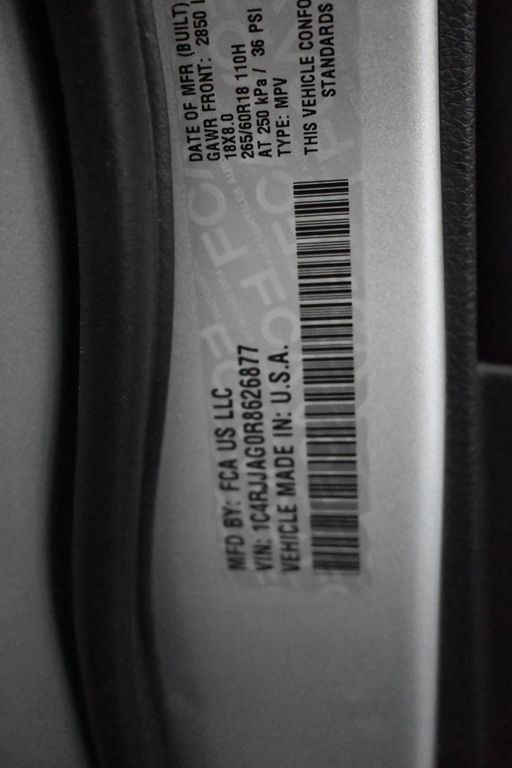 MFD BY: FCA US LLC
VIN: 1C4RJJAG0R8626877
VEHICLE MADE IN: U.S.A.
DATE OF MFR (BUILT)
GAWR FRONT: 2850
18X8.0
265/60R18 110H
AT 250 kPa / 36 PSI
TYPE: MPV
THIS VEHICLE CONFO
STANDARDS